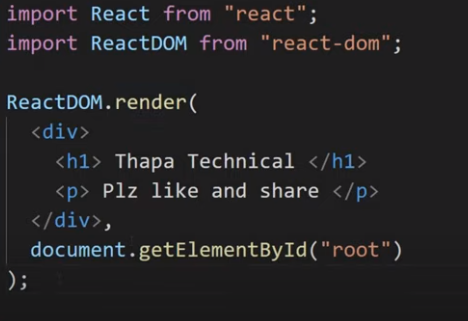 import React from "react";
import ReactDOM from "react-dom";
ReactDOM.render(
<div>
<h1> Thapa Technical </h1>
<p> Plz like and share </p>
</div>,
document.getElementById("root")
);